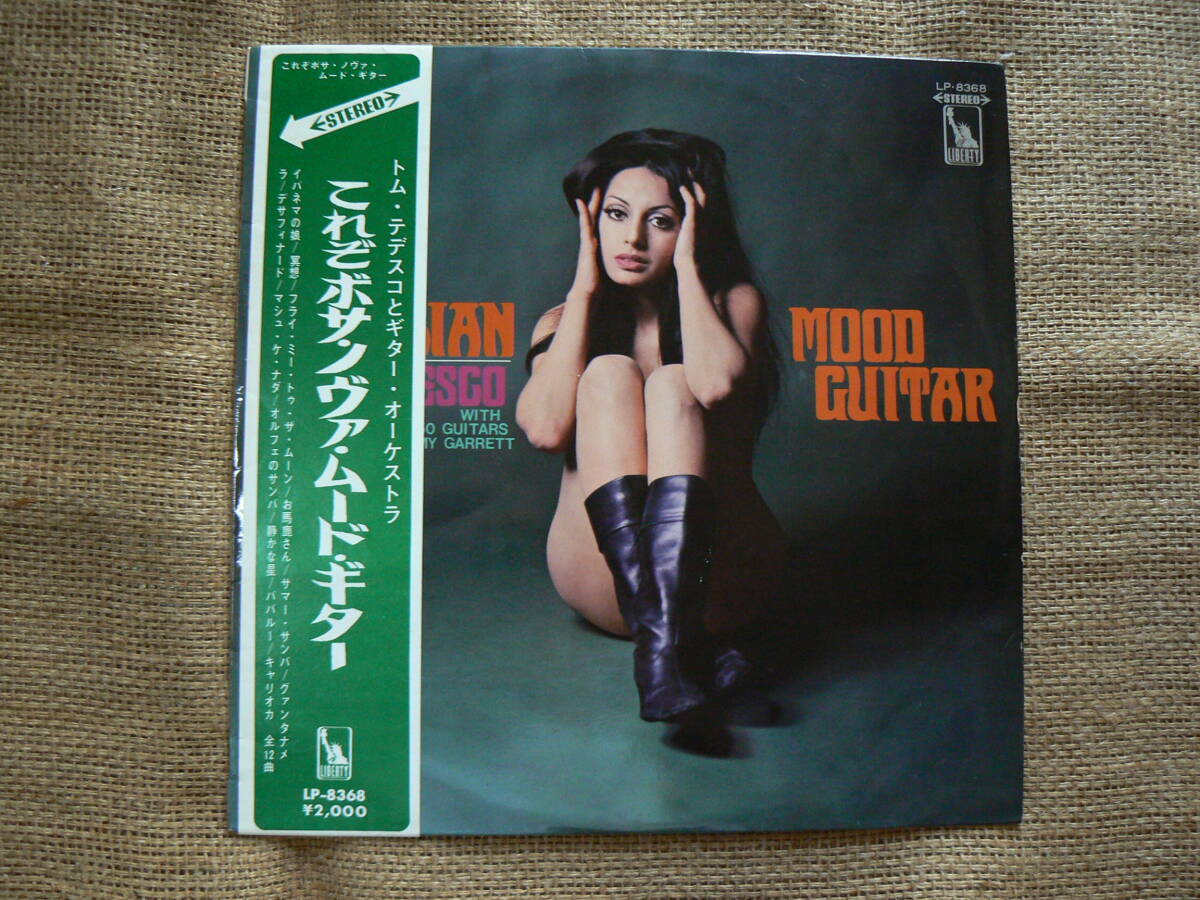 これぞボサ・ノヴァ・
ムード・ギター
STEREO
トム・テデスコとギター・オーケストラ
これぞボサ・ノヴァ・ムード・ギター
イパネマの娘/冥想/フライ・ミー・トゥ・ザ・ムーン/お馬鹿さん/サマー・サンバ/グァンタナメ
ラ/デサフィナード/マシュ・ケ・ナダ/オルフェのサンバ/静かな星/ババルー/キャリオカ 全12曲
LIBERTY
LP-8368
¥2,000
LP·8368
STEREO
LIBERTY
MOOD
GUITAR
WITH
GUITARS
GARRETT